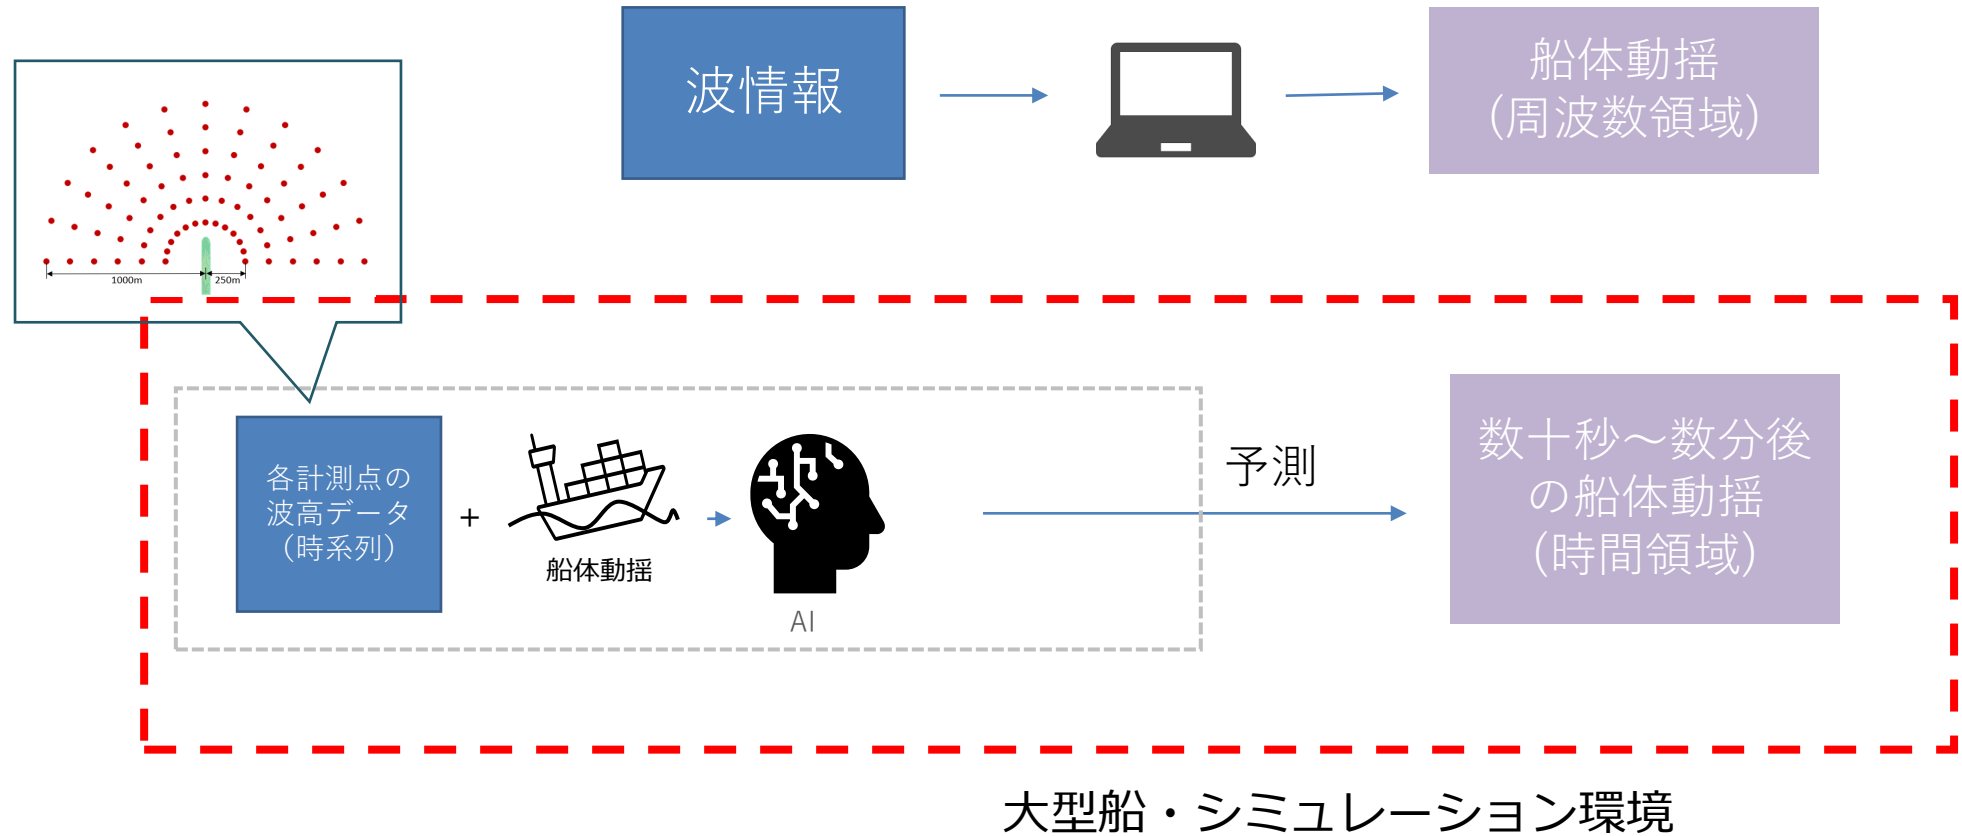 波情報
船体動揺
（周波数領域）
1000m
250m
各計測点の
波高データ
（時系列）
+
船体動揺
AI
予測
数十秒～数分後
の船体動揺
（時間領域）
大型船・シミュレーション環境